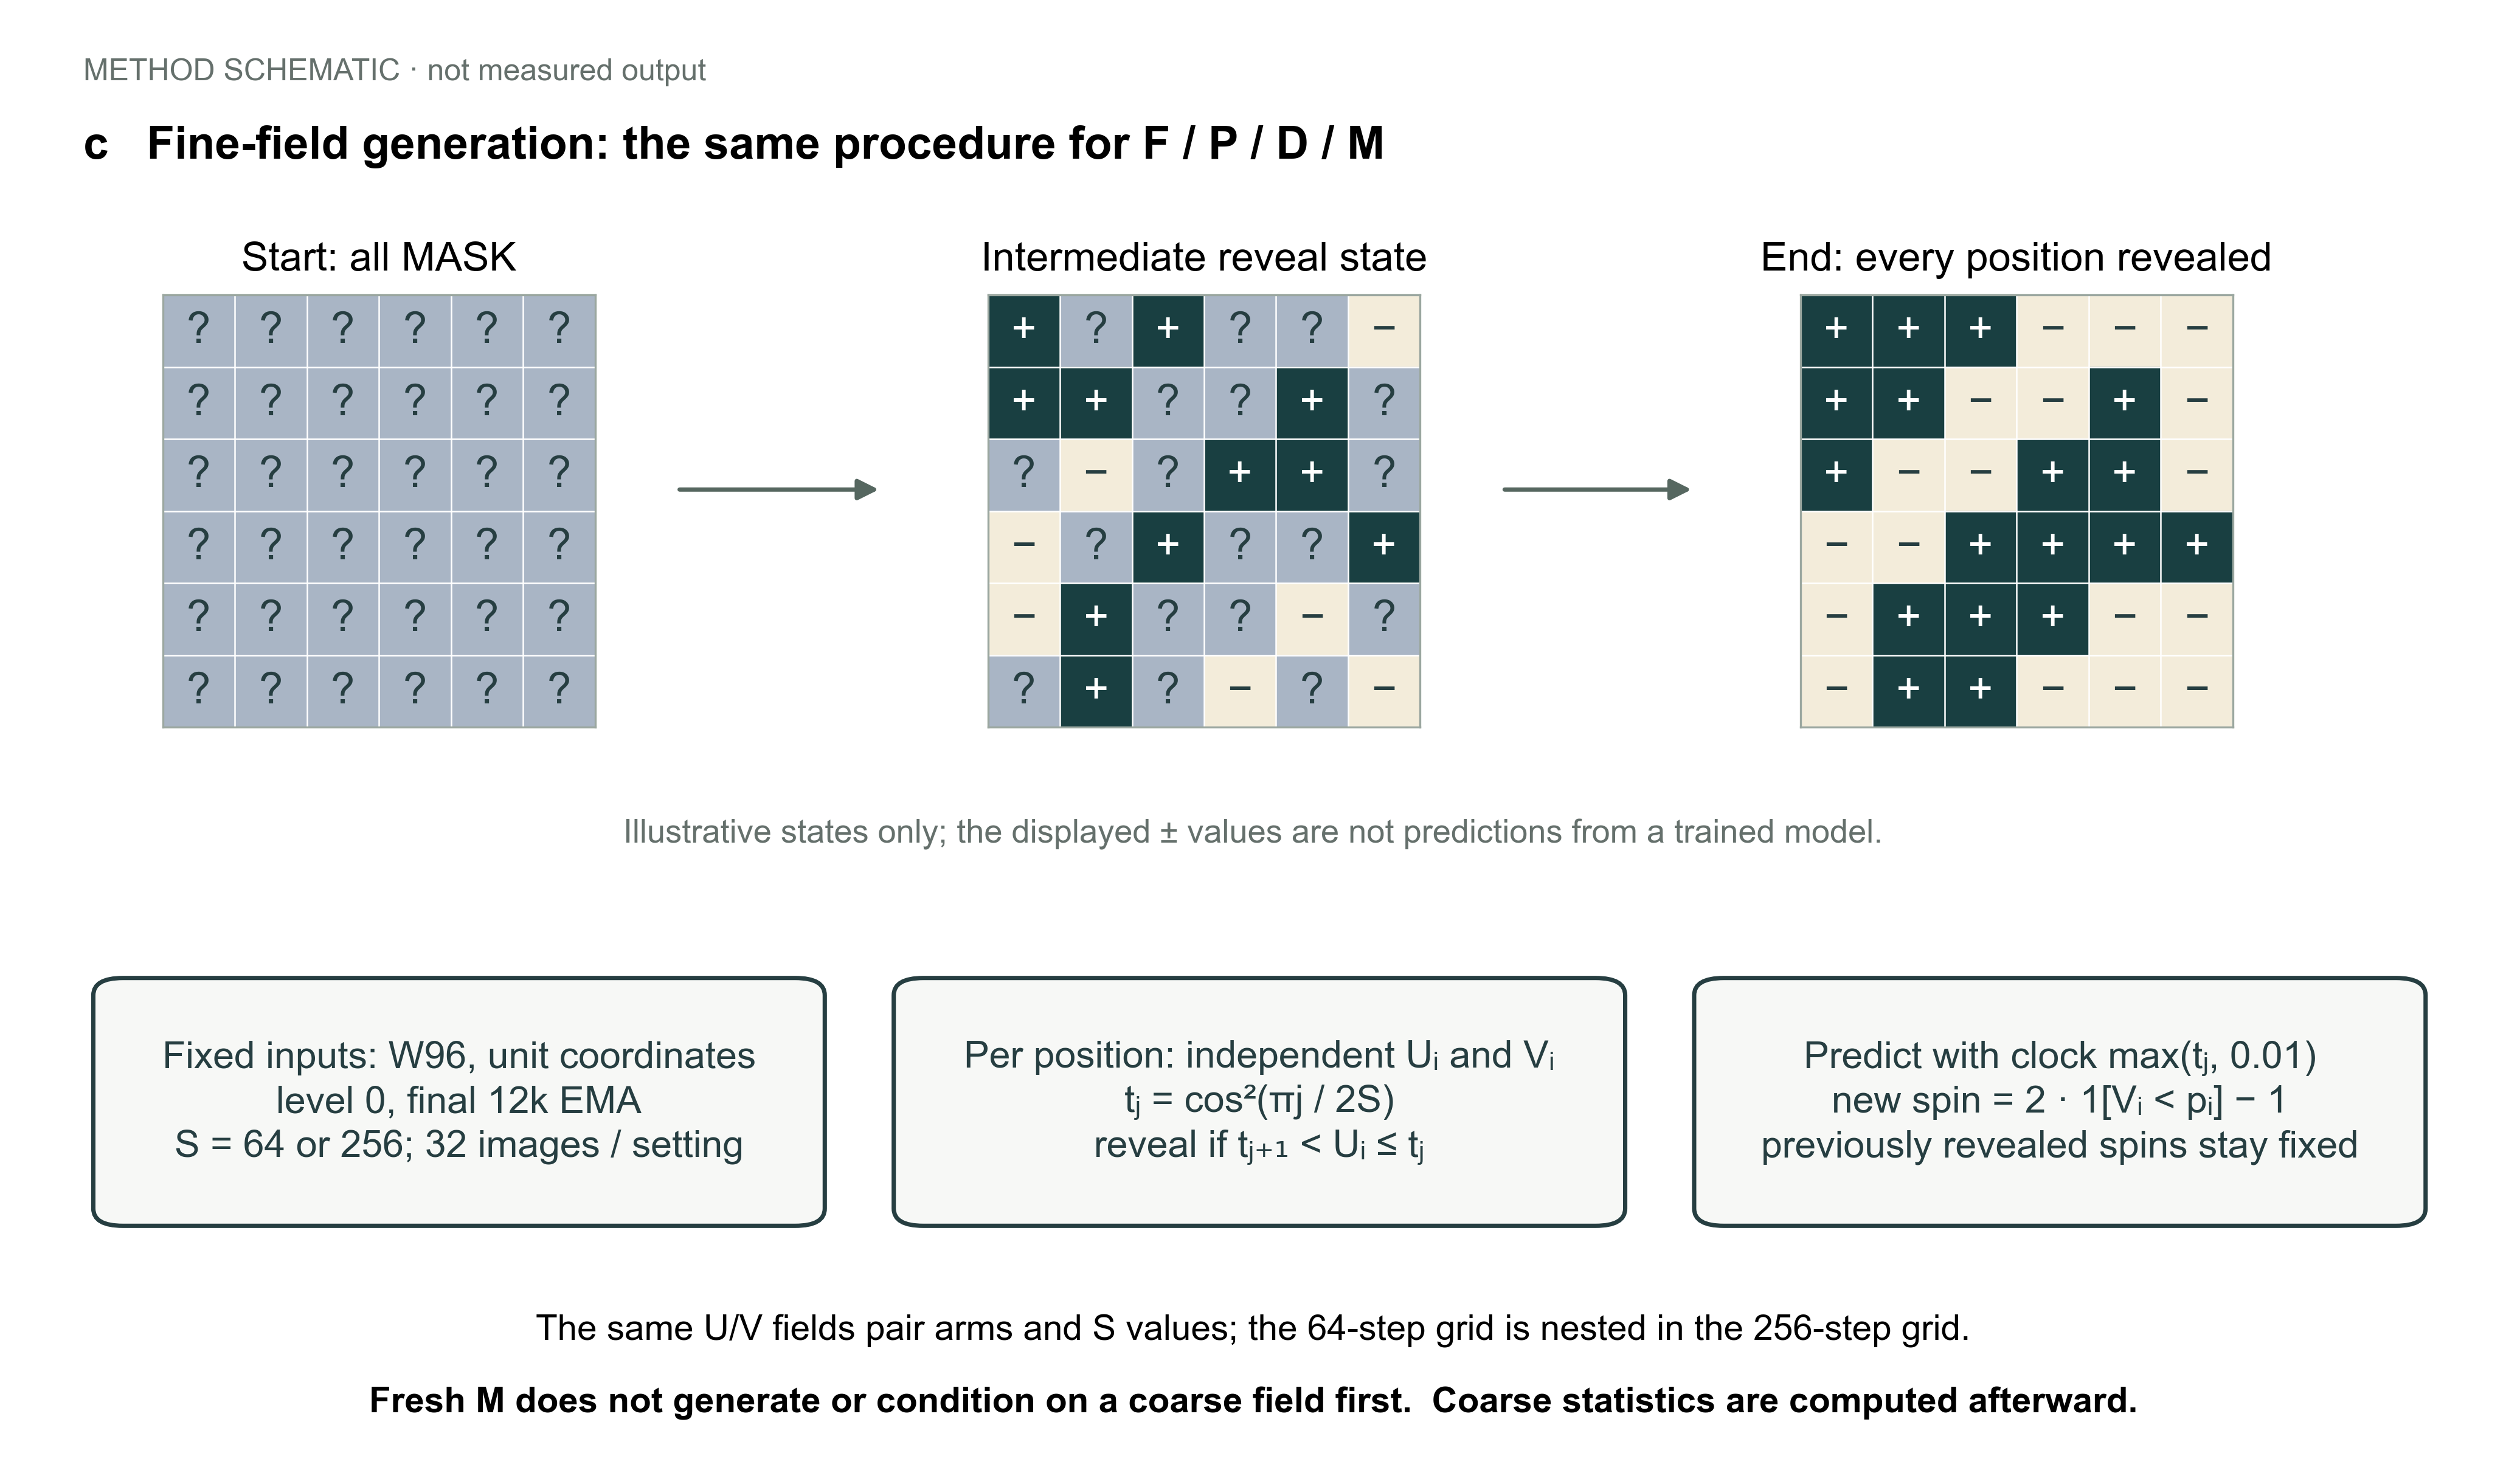 METHOD SCHEMATIC · not measured output
c Fine-field generation: the same procedure for F / P / D / M
Start: all MASK
? ? ? ? ? ?
? ? ? ? ? ?
? ? ? ? ? ?
? ? ? ? ? ?
? ? ? ? ? ?
? ? ? ? ? ?
Intermediate reveal state
+ ? + ? ? −
+ + ? ? + ?
? − ? + + ?
− ? + ? ? +
− + ? ? − ?
? + ? − ? −
End: every position revealed
+ + + − − −
+ + − − + −
+ − − + + −
− − + + + +
− + + + − −
− + + − − −
Illustrative states only; the displayed ± values are not predictions from a trained model.
Fixed inputs: W96, unit coordinates
level 0, final 12k EMA
S = 64 or 256; 32 images / setting
Per position: independent Uᵢ and Vᵢ
tⱼ = cos²(πj / 2S)
reveal if tⱼ₊₁ < Uᵢ ≤ tⱼ
Predict with clock max(tⱼ, 0.01)
new spin = 2 · 1[Vᵢ < pᵢ] − 1
previously revealed spins stay fixed
The same U/V fields pair arms and S values; the 64-step grid is nested in the 256-step grid.
Fresh M does not generate or condition on a coarse field first. Coarse statistics are computed afterward.